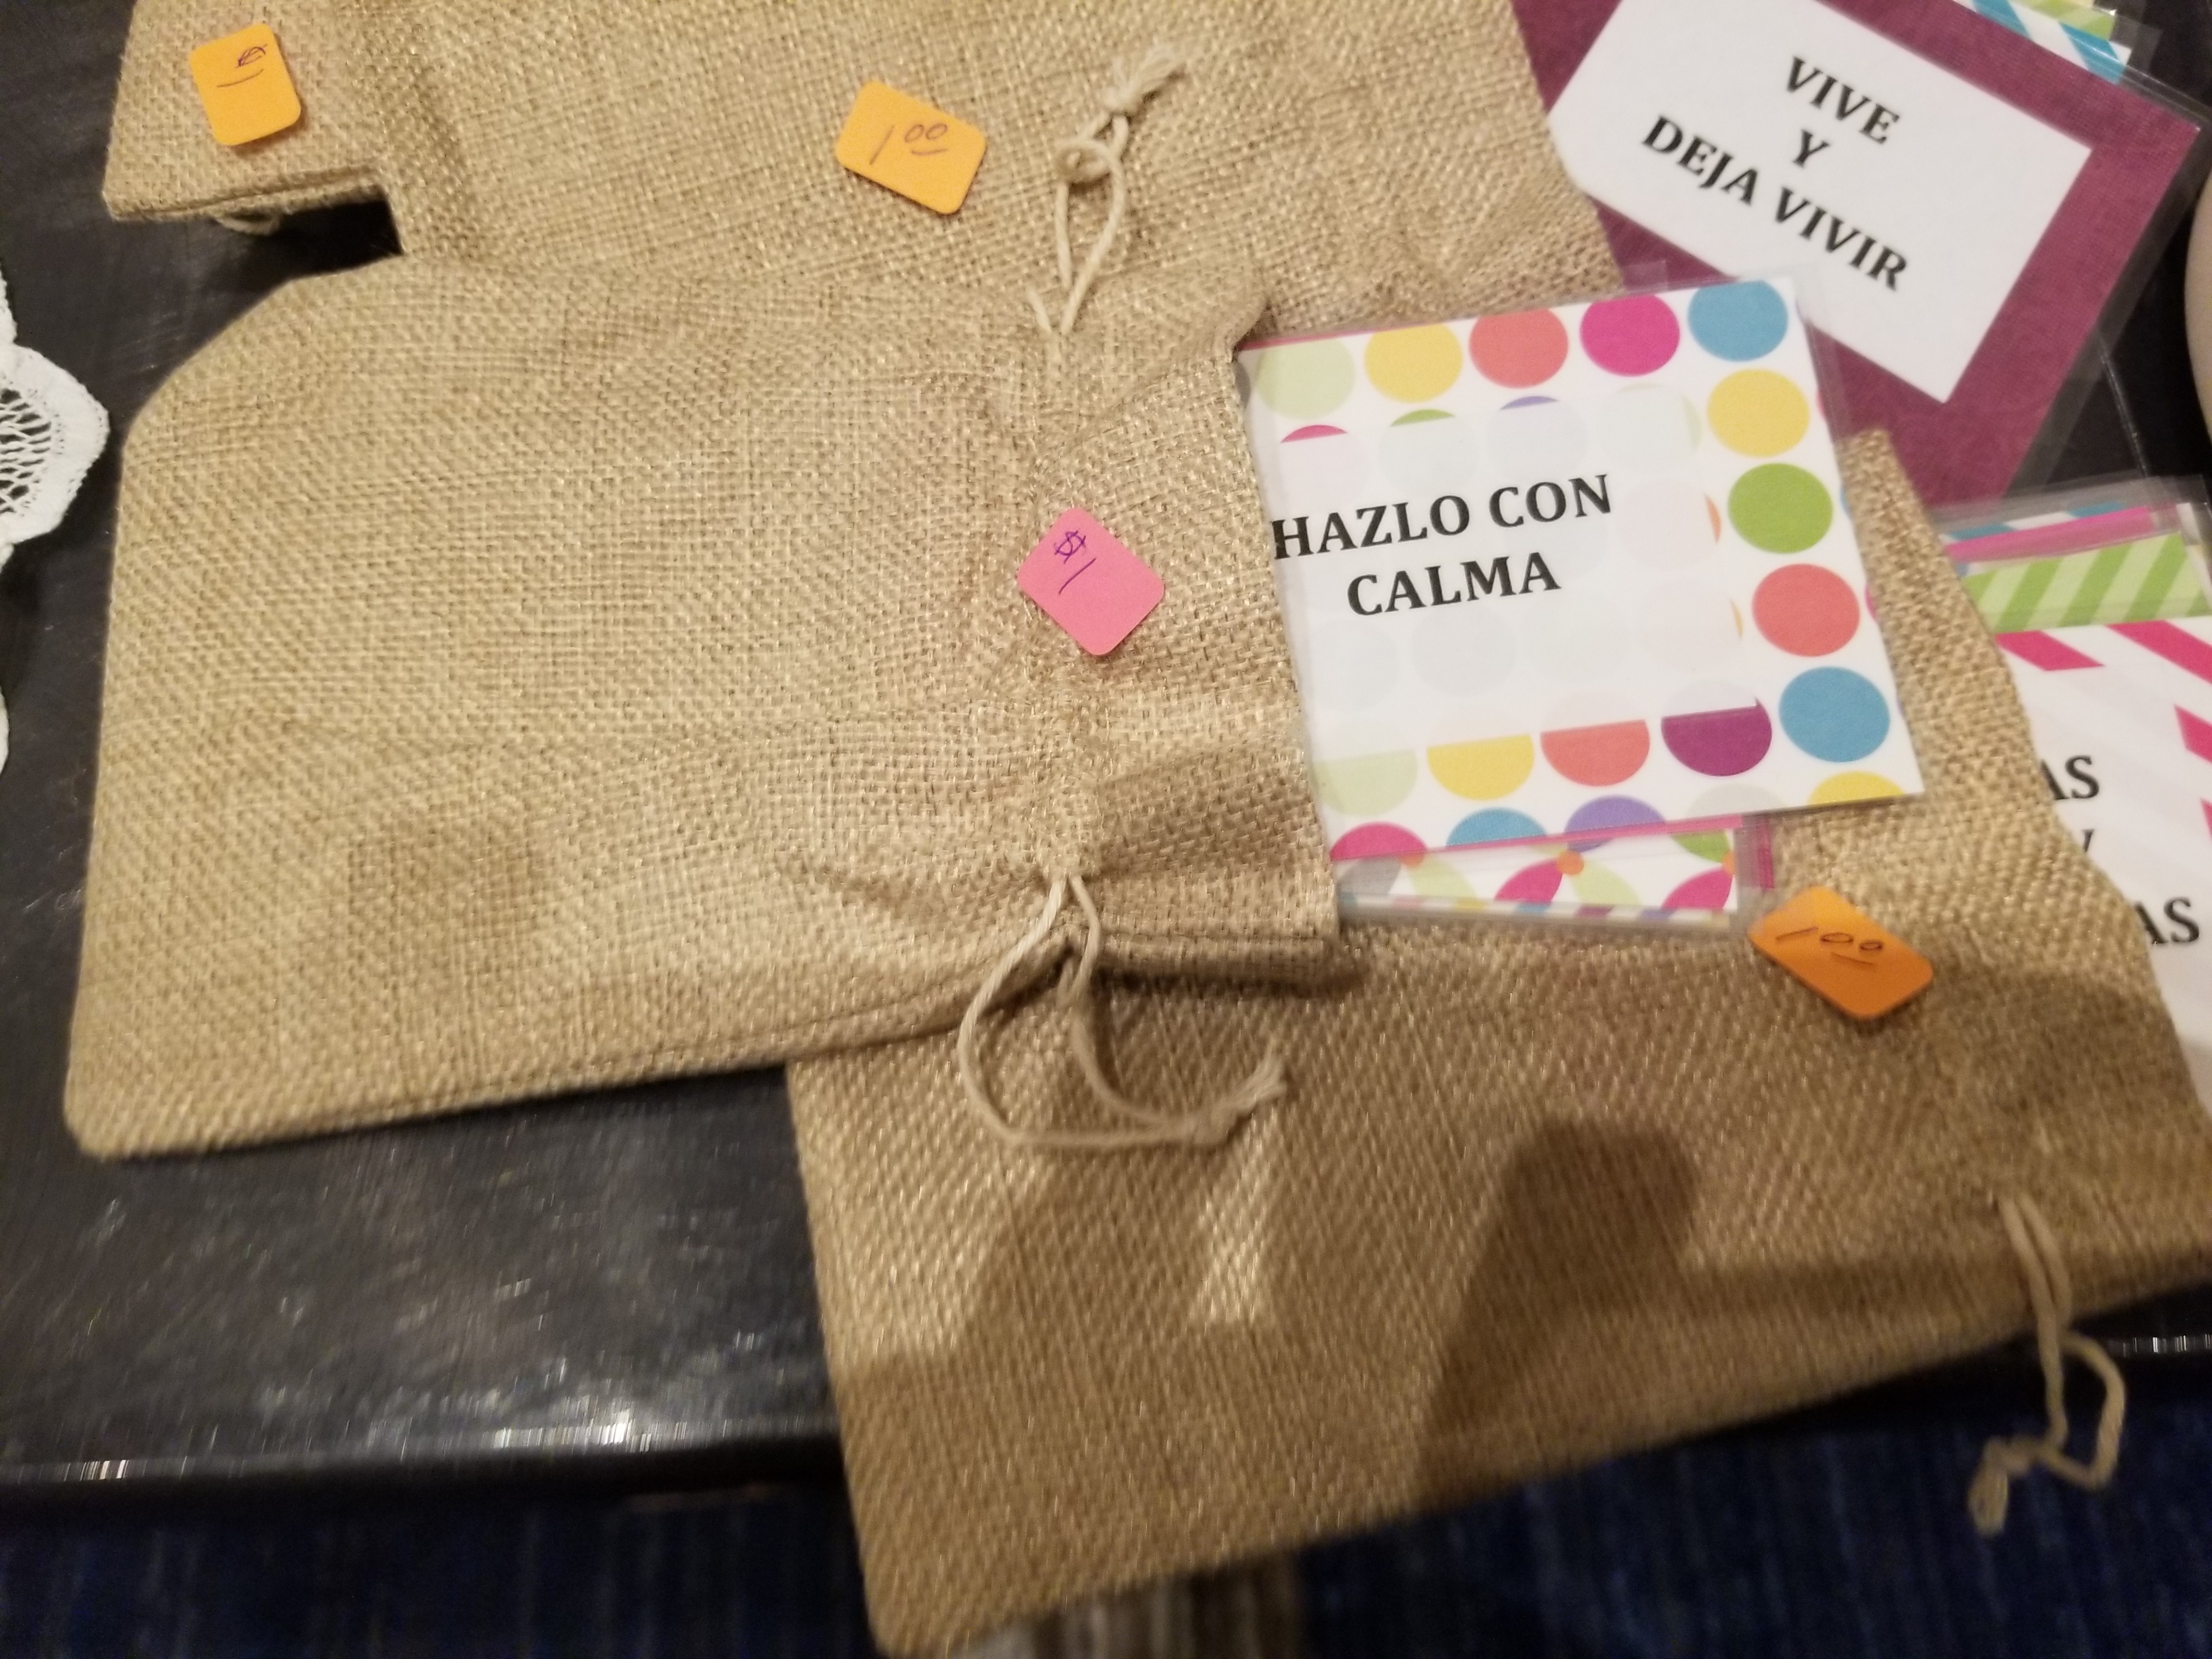 1⁰⁰
VIVE
Y
DEJA VIVIR
$1
HAZLO CON
CALMA
1⁰⁰